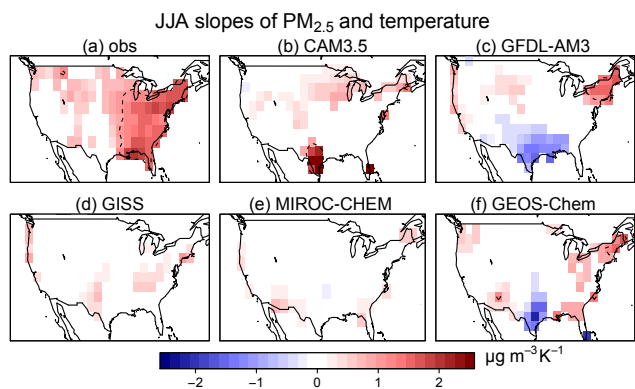 JJA slopes of PM₂.₅ and temperature
(a) obs
(b) CAM3.5
(c) GFDL-AM3
(d) GISS
(e) MIROC-CHEM
(f) GEOS-Chem
−2 −1 0 1 2
μg m⁻³K⁻¹